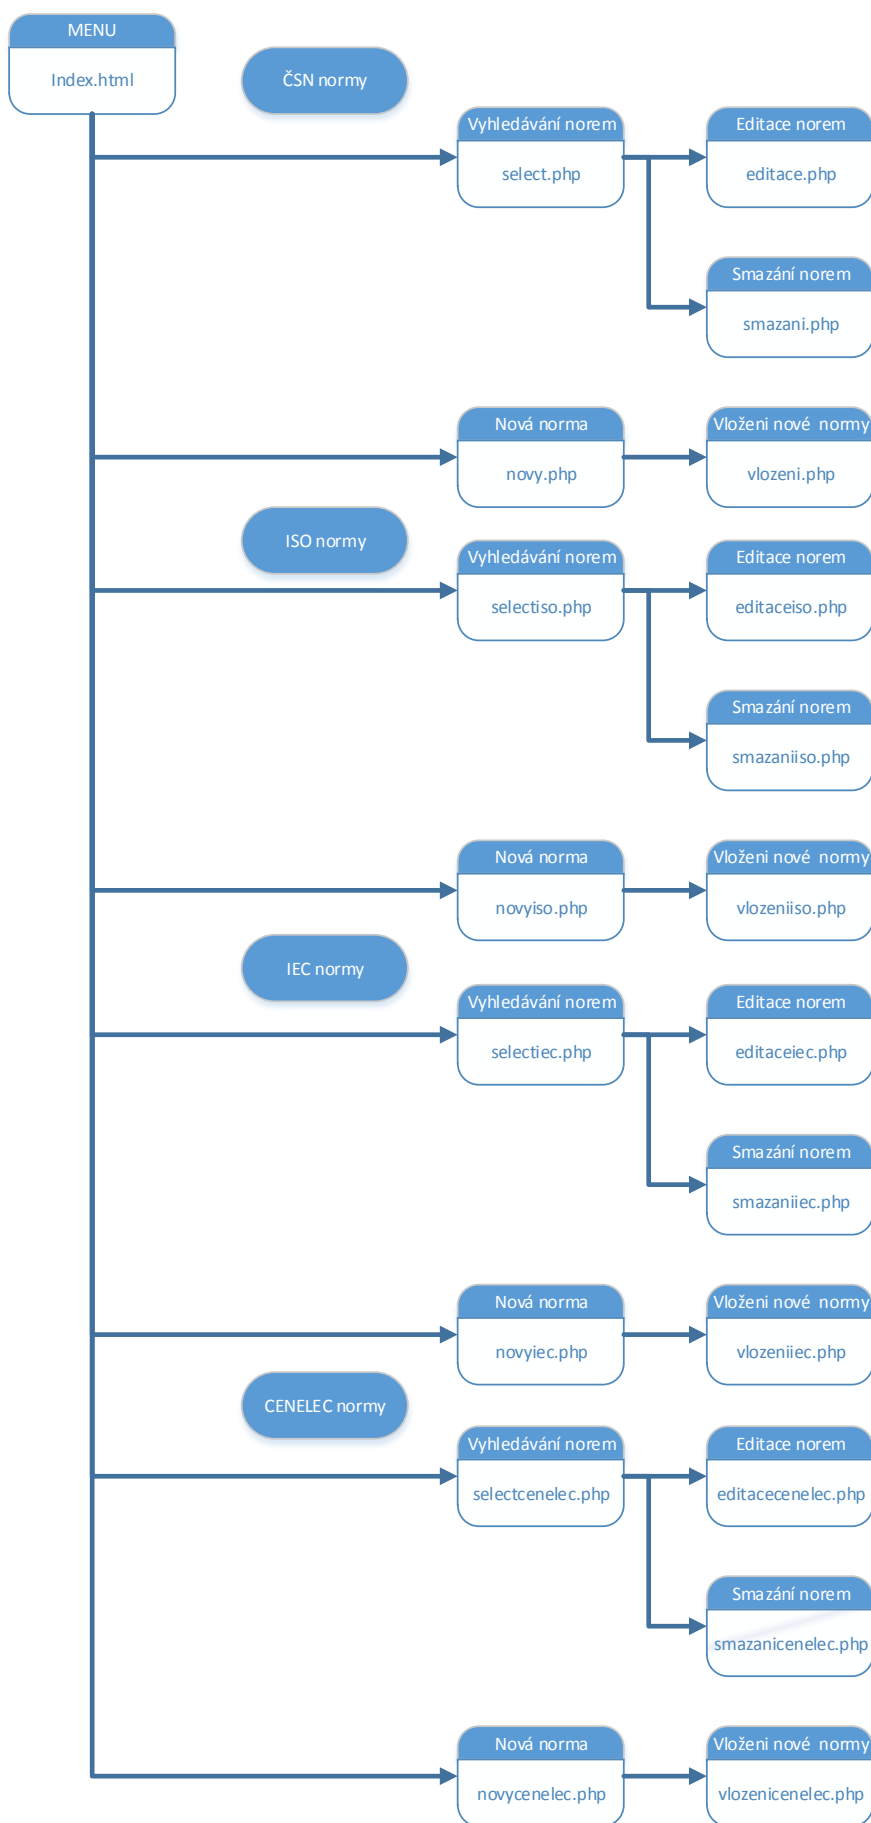 MENU
Index.html
ČSN normy
Vyhledávání norem
select.php
Editace norem
editace.php
Smazání norem
smazani.php
Nová norma
novy.php
Vloženi nové  normy
vlozeni.php
ISO normy
Vyhledávání norem
selectiso.php
Editace norem
editaceiso.php
Smazání norem
smazaniiso.php
Nová norma
novyiso.php
Vloženi nové  normy
vlozeniiso.php
IEC normy
Vyhledávání norem
selectiec.php
Editace norem
editaceiec.php
Smazání norem
smazaniiec.php
Nová norma
novyiec.php
Vloženi nové  normy
vlozeniiec.php
CENELEC normy
Vyhledávání norem
selectcenelec.php
Editace norem
editacecenelec.php
Smazání norem
smazanicenelec.php
Nová norma
novycenelec.php
Vloženi nové  normy
vlozenicenelec.php